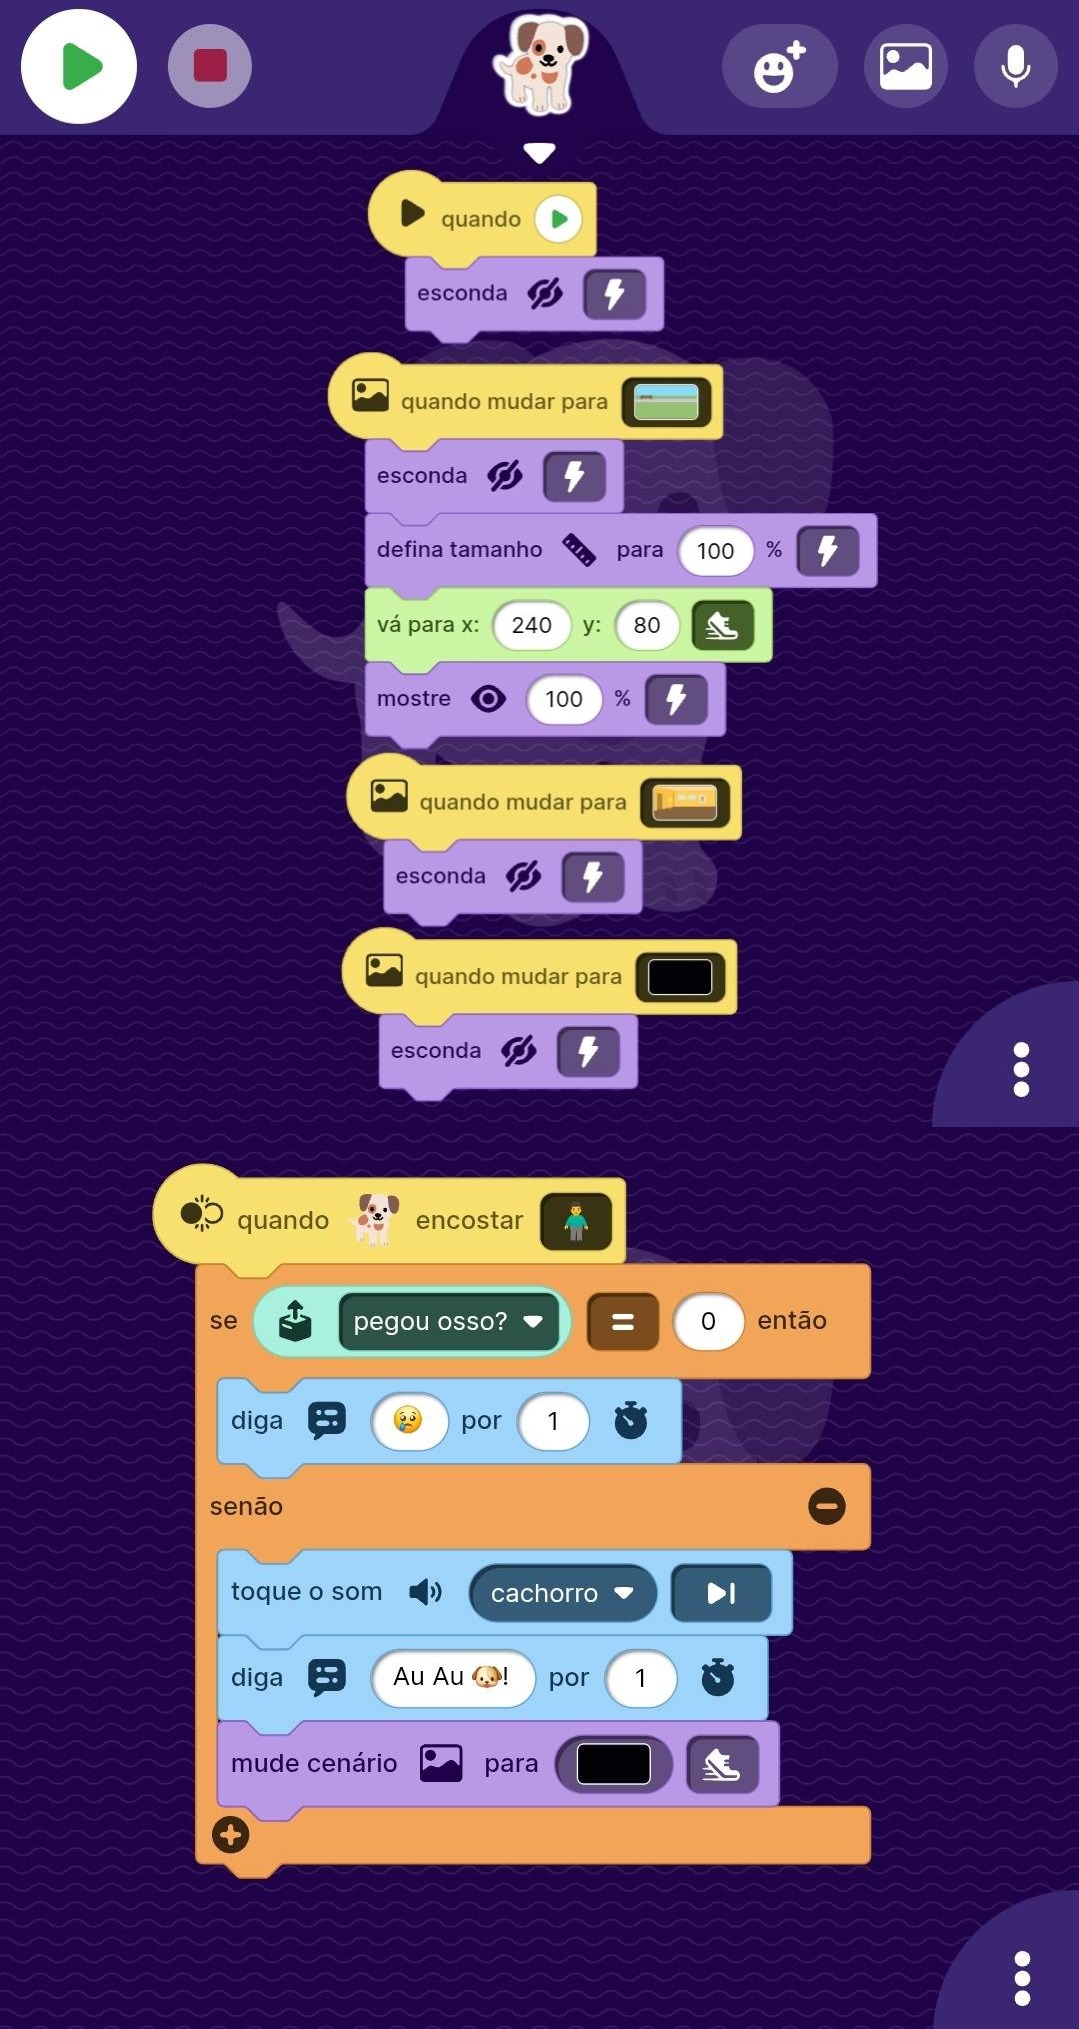 quando
esconda
quando mudar para
esconda
defina tamanho para 100 %
vá para x: 240 y: 80
mostre 100 %
quando mudar para
esconda
quando mudar para
esconda
quando encostar
se pegou osso? = 0 então
diga 😢 por 1
senão
toque o som cachorro
diga Au Au 🐶! por 1
mude cenário para